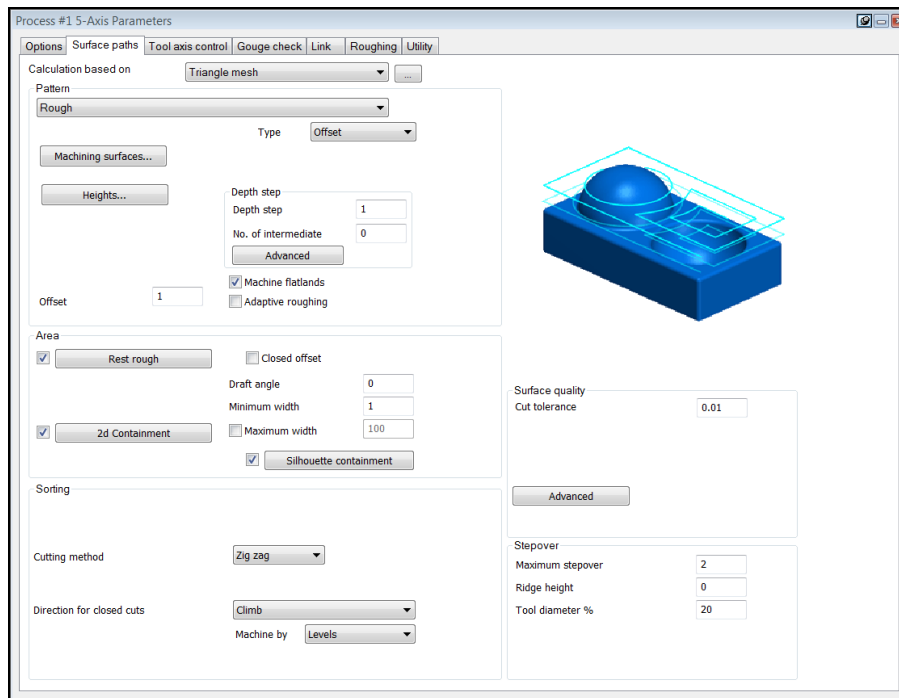 Process #1 5-Axis Parameters
Options Surface paths Tool axis control Gouge check Link Roughing Utility
Calculation based on Triangle mesh ...
Pattern
Rough
Type Offset
Machining surfaces...
Heights...
Depth step
Depth step 1
No. of intermediate 0
Advanced
Machine flatlands
Offset 1
Adaptive roughing
Area
Rest rough Closed offset
Draft angle 0
Minimum width 1
2d Containment Maximum width 100
Silhouette containment
Surface quality
Cut tolerance 0.01
Advanced
Sorting
Cutting method Zig zag
Direction for closed cuts Climb
Machine by Levels
Stepover
Maximum stepover 2
Ridge height 0
Tool diameter % 20